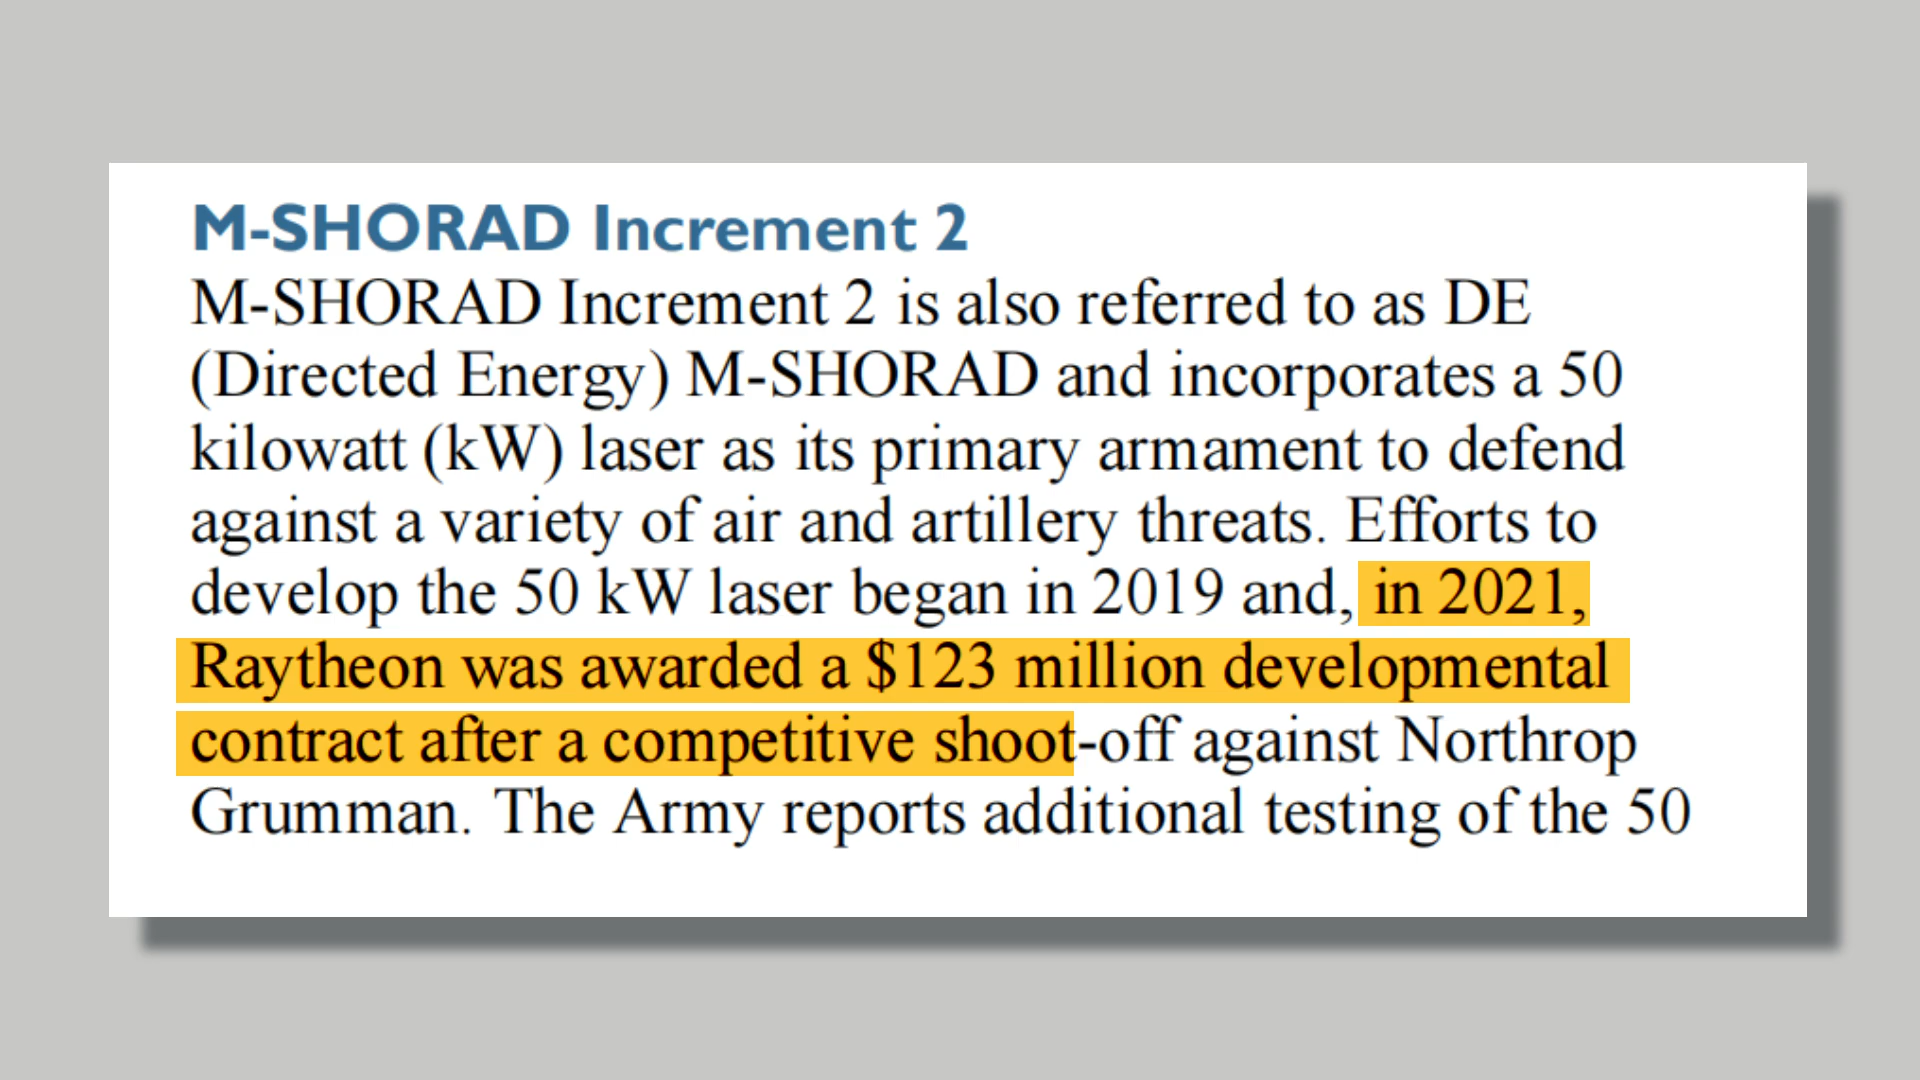 M-SHORAD Increment 2
M-SHORAD Increment 2 is also referred to as DE
(Directed Energy) M-SHORAD and incorporates a 50
kilowatt (kW) laser as its primary armament to defend
against a variety of air and artillery threats. Efforts to
develop the 50 kW laser began in 2019 and, in 2021,
Raytheon was awarded a $123 million developmental
contract after a competitive shoot-off against Northrop
Grumman. The Army reports additional testing of the 50